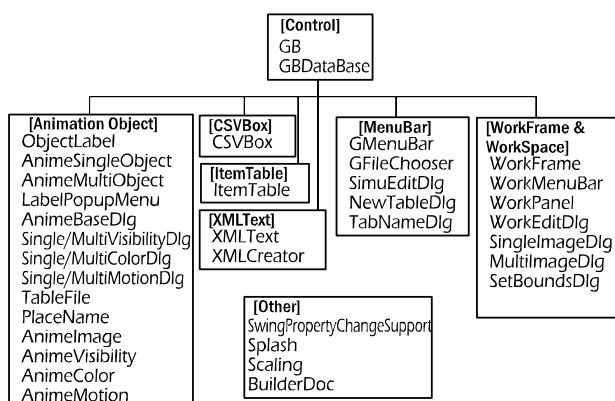 [Control]
GB
GBDataBase
[Animation Object]
ObjectLabel
AnimeSingleObject
AnimeMultiObject
LabelPopupMenu
AnimeBaseDlg
Single/MultiVisibilityDlg
Single/MultiColorDlg
Single/MultiMotionDlg
TableFile
PlaceName
AnimeImage
AnimeVisibility
AnimeColor
AnimeMotion
[CSVBox]
CSVBox
[ItemTable]
ItemTable
[XMLText]
XMLText
XMLCreator
[MenuBar]
GMenuBar
GFileChooser
SimuEditDlg
NewTableDlg
TabNameDlg
[WorkFrame &
WorkSpace]
WorkFrame
WorkMenuBar
WorkPanel
WorkEditDlg
SingleImageDlg
MultiImageDlg
SetBoundsDlg
[Other]
SwingPropertyChangeSupport
Splash
Scaling
BuilderDoc